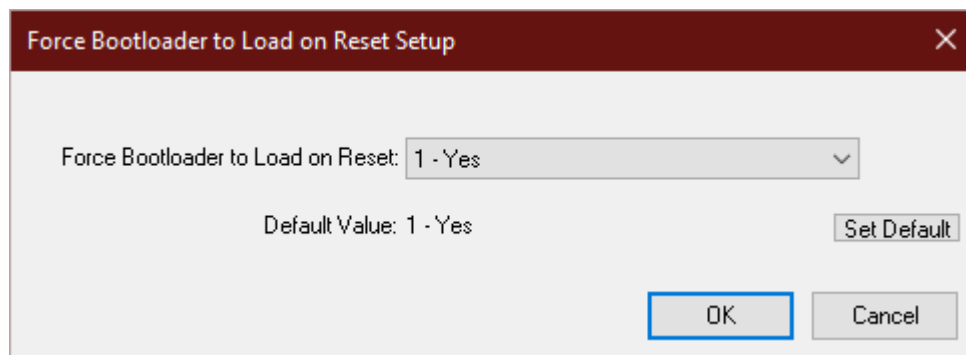 Force Bootloader to Load on Reset Setup
Force Bootloader to Load on Reset: 1 - Yes
Default Value: 1 - Yes
Set Default
OK
Cancel